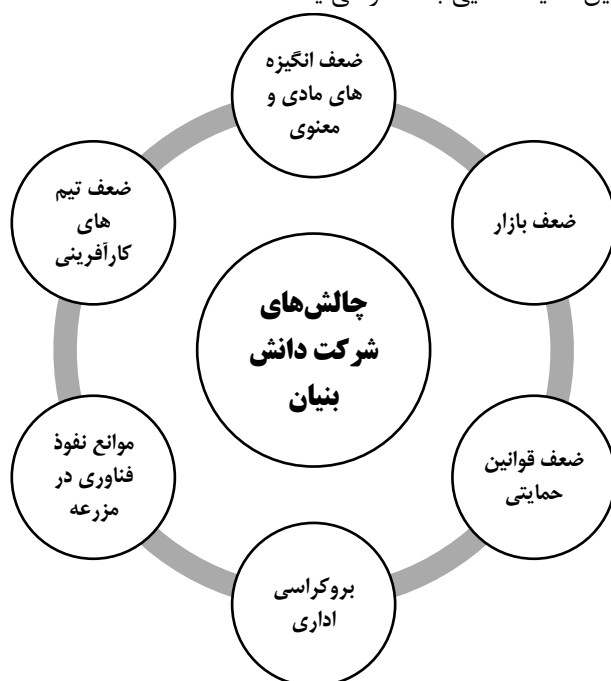 ضعف انگیزه
های مادی و
معنوی
ضعف بازار
ضعف قوانین
حمایتی
بروکراسی
اداری
موانع نفوذ
فناوری در
مزرعه
ضعف تیم
های
کارآفرینی
چالش‌های
شرکت دانش
بنیان